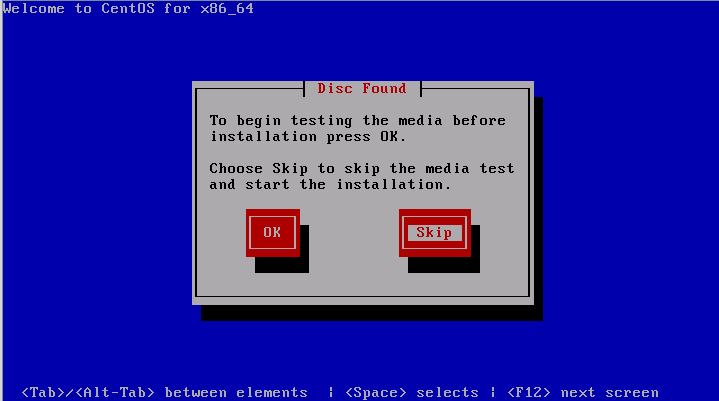 Welcome to CentOS for x86_64
Disc Found
To begin testing the media before
installation press OK.
Choose Skip to skip the media test
and start the installation.
OK Skip
<Tab>/<Alt-Tab> between elements | <Space> selects | <F12> next screen